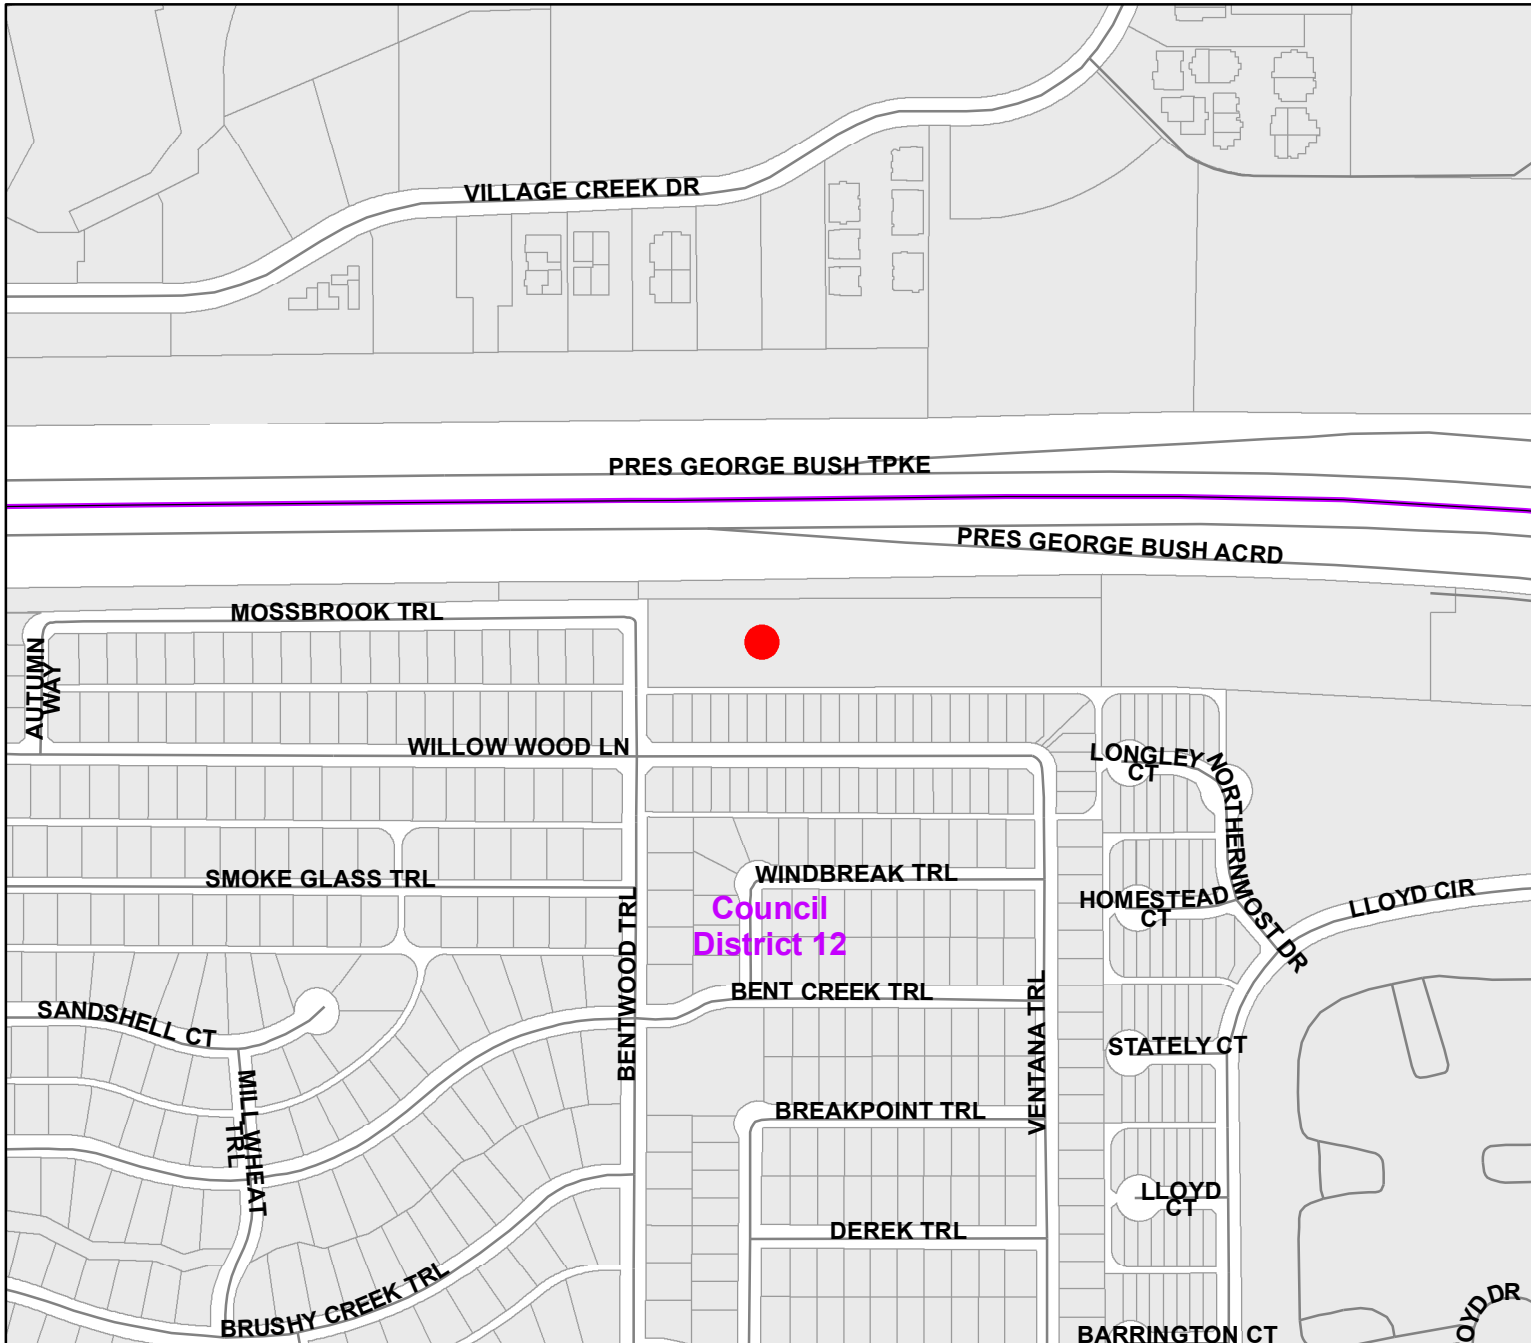 VILLAGE CREEK DR
PRES GEORGE BUSH TPKE
PRES GEORGE BUSH ACRD
MOSSBROOK TRL
AUTUMN
WAY
WILLOW WOOD LN
LONGLEY
CT
NORTHERNMOST DR
SMOKE GLASS TRL
WINDBREAK TRL
HOMESTEAD
CT
LLOYD CIR
Council
District 12
BENTWOOD TRL
BENT CREEK TRL
VENTANA TRL
SANDSHELL CT
STATELY CT
MILL WHEAT
TRL
BREAKPOINT TRL
LLOYD
CT
DEREK TRL
BRUSHY CREEK TRL
BARRINGTON CT
OYD DR